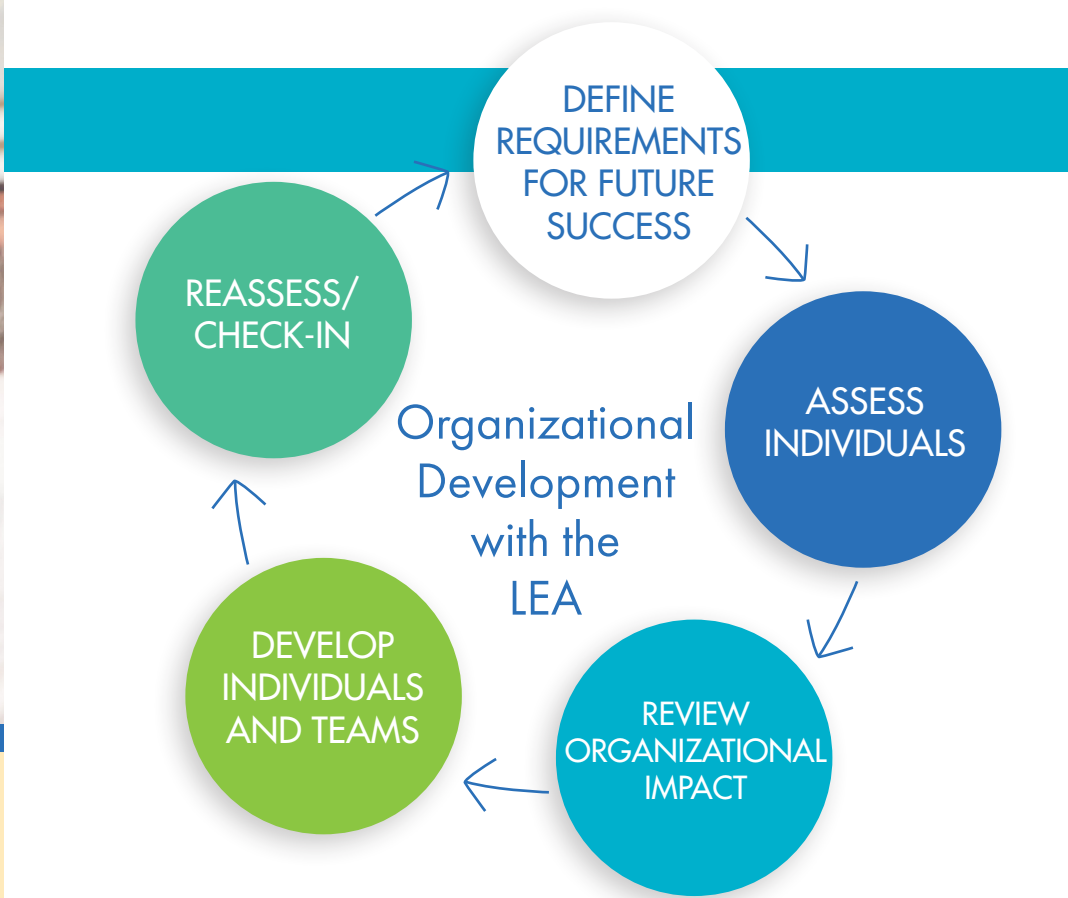 DEFINE
REQUIREMENTS
FOR FUTURE
SUCCESS
ASSESS
INDIVIDUALS
REVIEW
ORGANIZATIONAL
IMPACT
DEVELOP
INDIVIDUALS
AND TEAMS
REASSESS/
CHECK-IN
Organizational
Development
with the
LEA